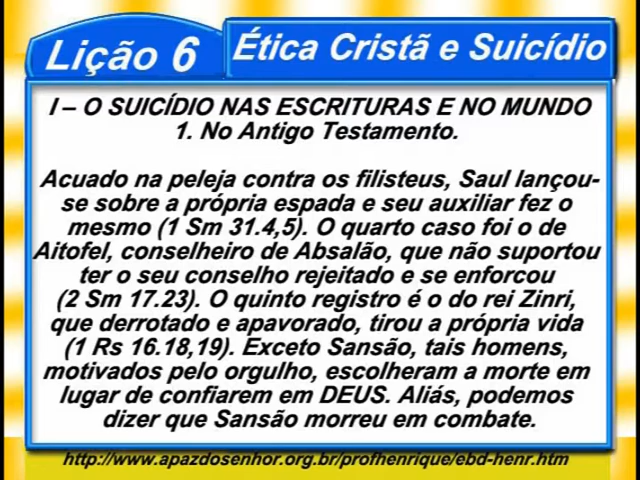 Lição 6
Ética Cristã e Suicídio
I – O SUICÍDIO NAS ESCRITURAS E NO MUNDO
1. No Antigo Testamento.
Acuado na peleja contra os filisteus, Saul lançou-
se sobre a própria espada e seu auxiliar fez o
mesmo (1 Sm 31.4,5). O quarto caso foi o de
Aitofel, conselheiro de Absalão, que não suportou
ter o seu conselho rejeitado e se enforcou
(2 Sm 17.23). O quinto registro é o do rei Zinri,
que derrotado e apavorado, tirou a própria vida
(1 Rs 16.18,19). Exceto Sansão, tais homens,
motivados pelo orgulho, escolheram a morte em
lugar de confiarem em DEUS. Aliás, podemos
dizer que Sansão morreu em combate.
http://www.apazdosenhor.org.br/profhenrique/ebd-henr.htm